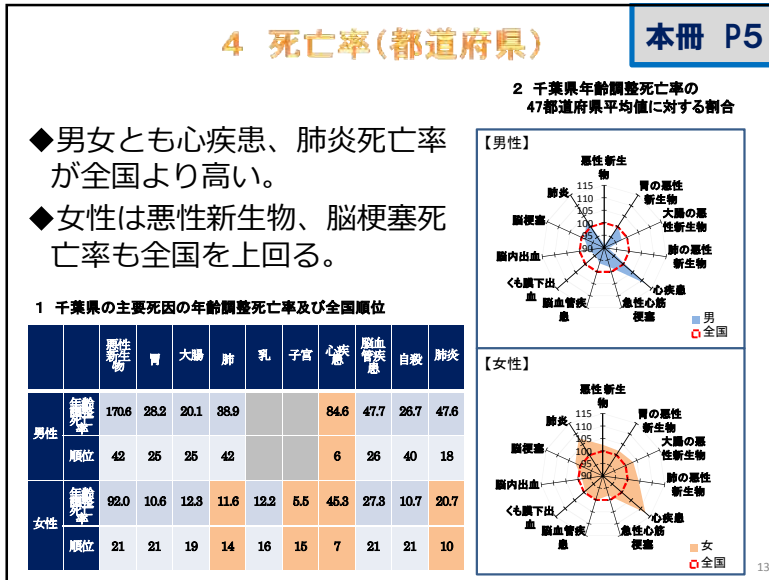 4 死亡率(都道府県)
本冊 P5
◆男女とも心疾患、肺炎死亡率
が全国より高い。
◆女性は悪性新生物、脳梗塞死
亡率も全国を上回る。
1 千葉県の主要死因の年齢調整死亡率及び全国順位
悪性新生物 胃 大腸 肺 乳 子宮 心疾患 脳血管疾患 自殺 肺炎
男性 年齢調整死亡率 170.6 28.2 20.1 38.9 84.6 47.7 26.7 47.6
順位 42 25 25 42 6 26 40 18
女性 年齢調整死亡率 92.0 10.6 12.3 11.6 12.2 5.5 45.3 27.3 10.7 20.7
順位 21 21 19 14 16 15 7 21 21 10
2 千葉県年齢調整死亡率の
47都道府県平均値に対する割合
【男性】
悪性新生
物
胃の悪性
新生物
大腸の悪
性新生物
肺の悪性
新生物
心疾患
急性心筋
梗塞
脳血管疾
患
くも膜下出
血
脳内出血
脳梗塞
肺炎
115
110
105
100
95
90
男
全国
【女性】
悪性新生
物
胃の悪性
新生物
大腸の悪
性新生物
肺の悪性
新生物
心疾患
急性心筋
梗塞
脳血管疾
患
くも膜下出
血
脳内出血
脳梗塞
肺炎
115
110
105
100
95
90
女
全国
13